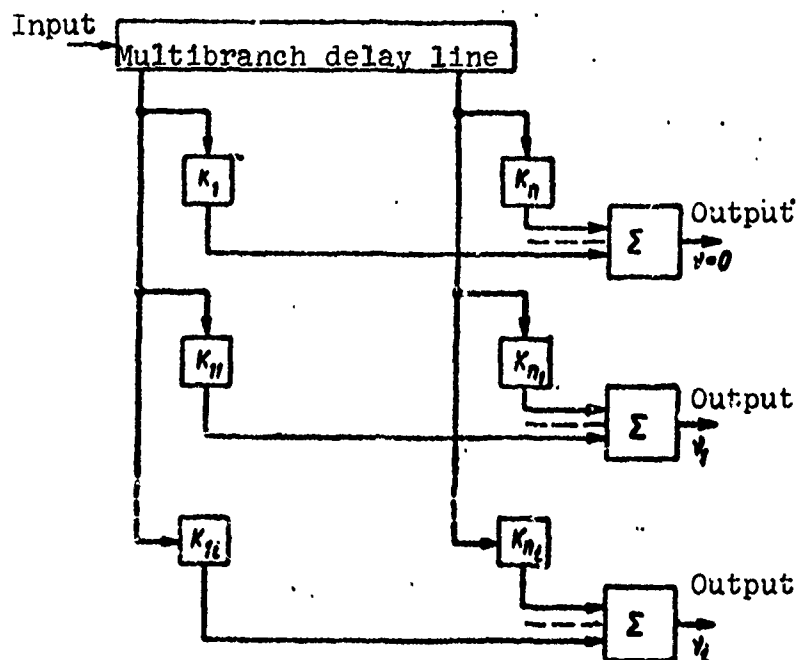 Input
Multibranch delay line
K₁ Kₙ
Σ
Output
ν=0
K₁₁ Kₙ₁
Σ
Output
ν₁
K₁ᵢ Kₙᵢ
Σ
Output
νᵢ